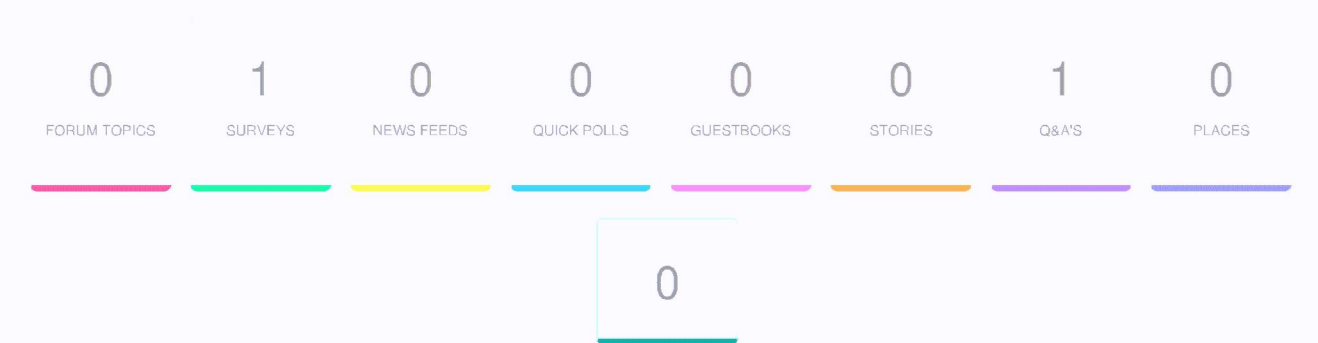 0 1 0 0 0 0 1 0
FORUM TOPICS SURVEYS NEWS FEEDS QUICK POLLS GUESTBOOKS STORIES Q&A'S PLACES
0